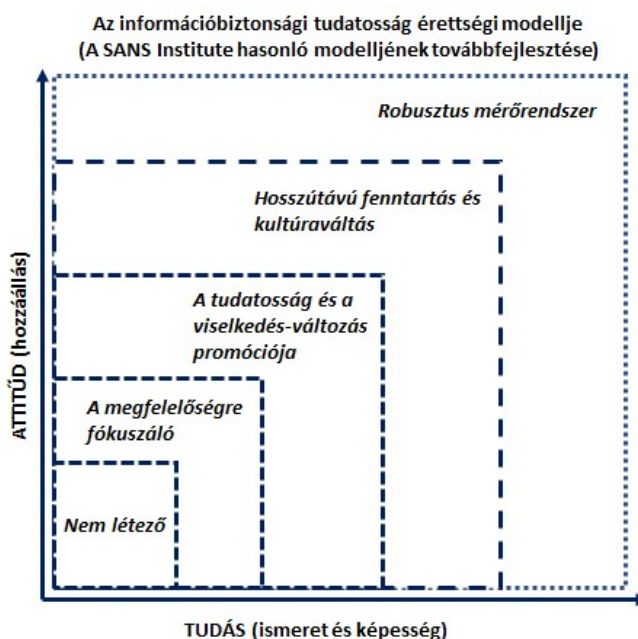 Az információbiztonsági tudatosság érettségi modellje
(A SANS Institute hasonló modelljének továbbfejlesztése)
Robusztus mérőrendszer
Hosszútávú fenntartás és
kultúraváltás
A tudatosság és a
viselkedés-változás
promóciója
A megfelelőségre
fókuszáló
Nem létező
ATTITŰD (hozzáállás)
TUDÁS (ismeret és képesség)